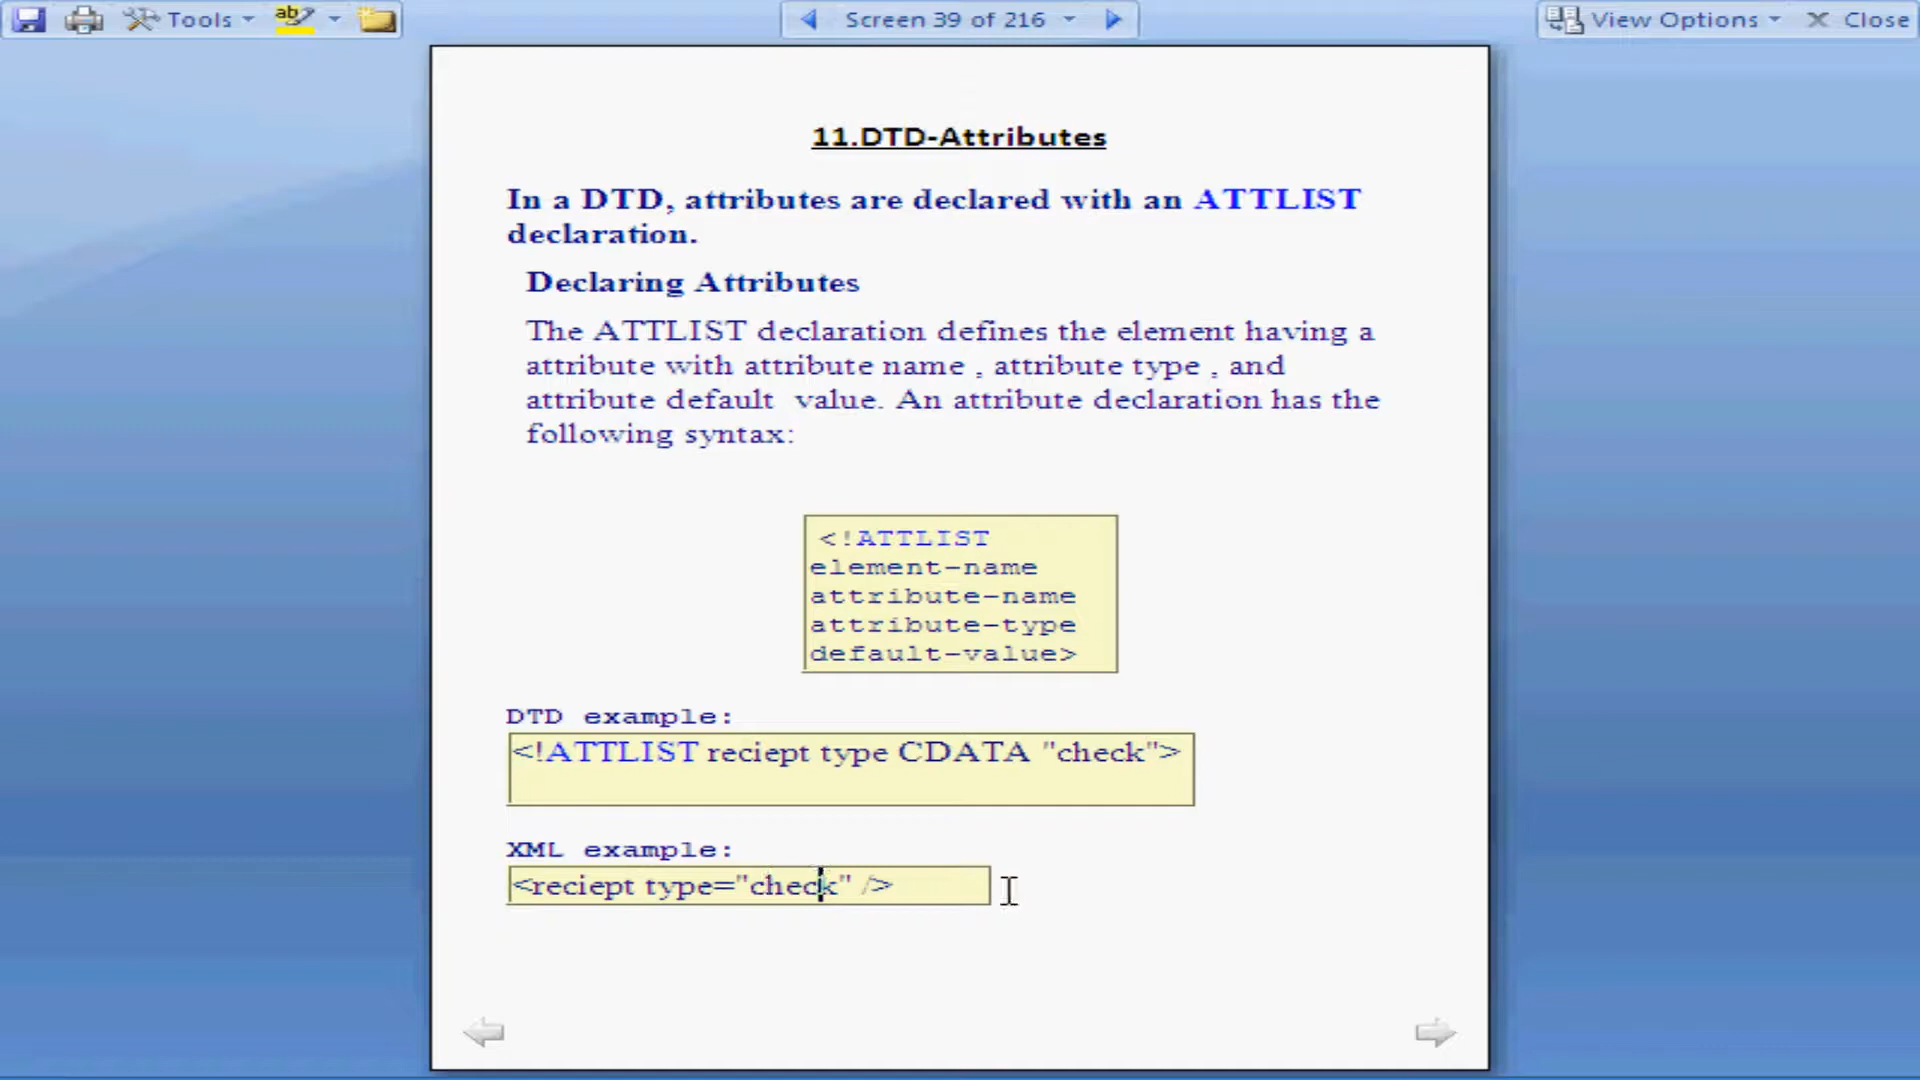 Tools
Screen 39 of 216
View Options
Close
11.DTD-Attributes
In a DTD, attributes are declared with an ATTLIST
declaration.
Declaring Attributes
The ATTLIST declaration defines the element having a
attribute with attribute name , attribute type , and
attribute default  value. An attribute declaration has the
following syntax:
<!ATTLIST
element-name
attribute-name
attribute-type
default-value>
DTD example:
<!ATTLIST reciept type CDATA "check">
XML example:
<reciept type="check" />